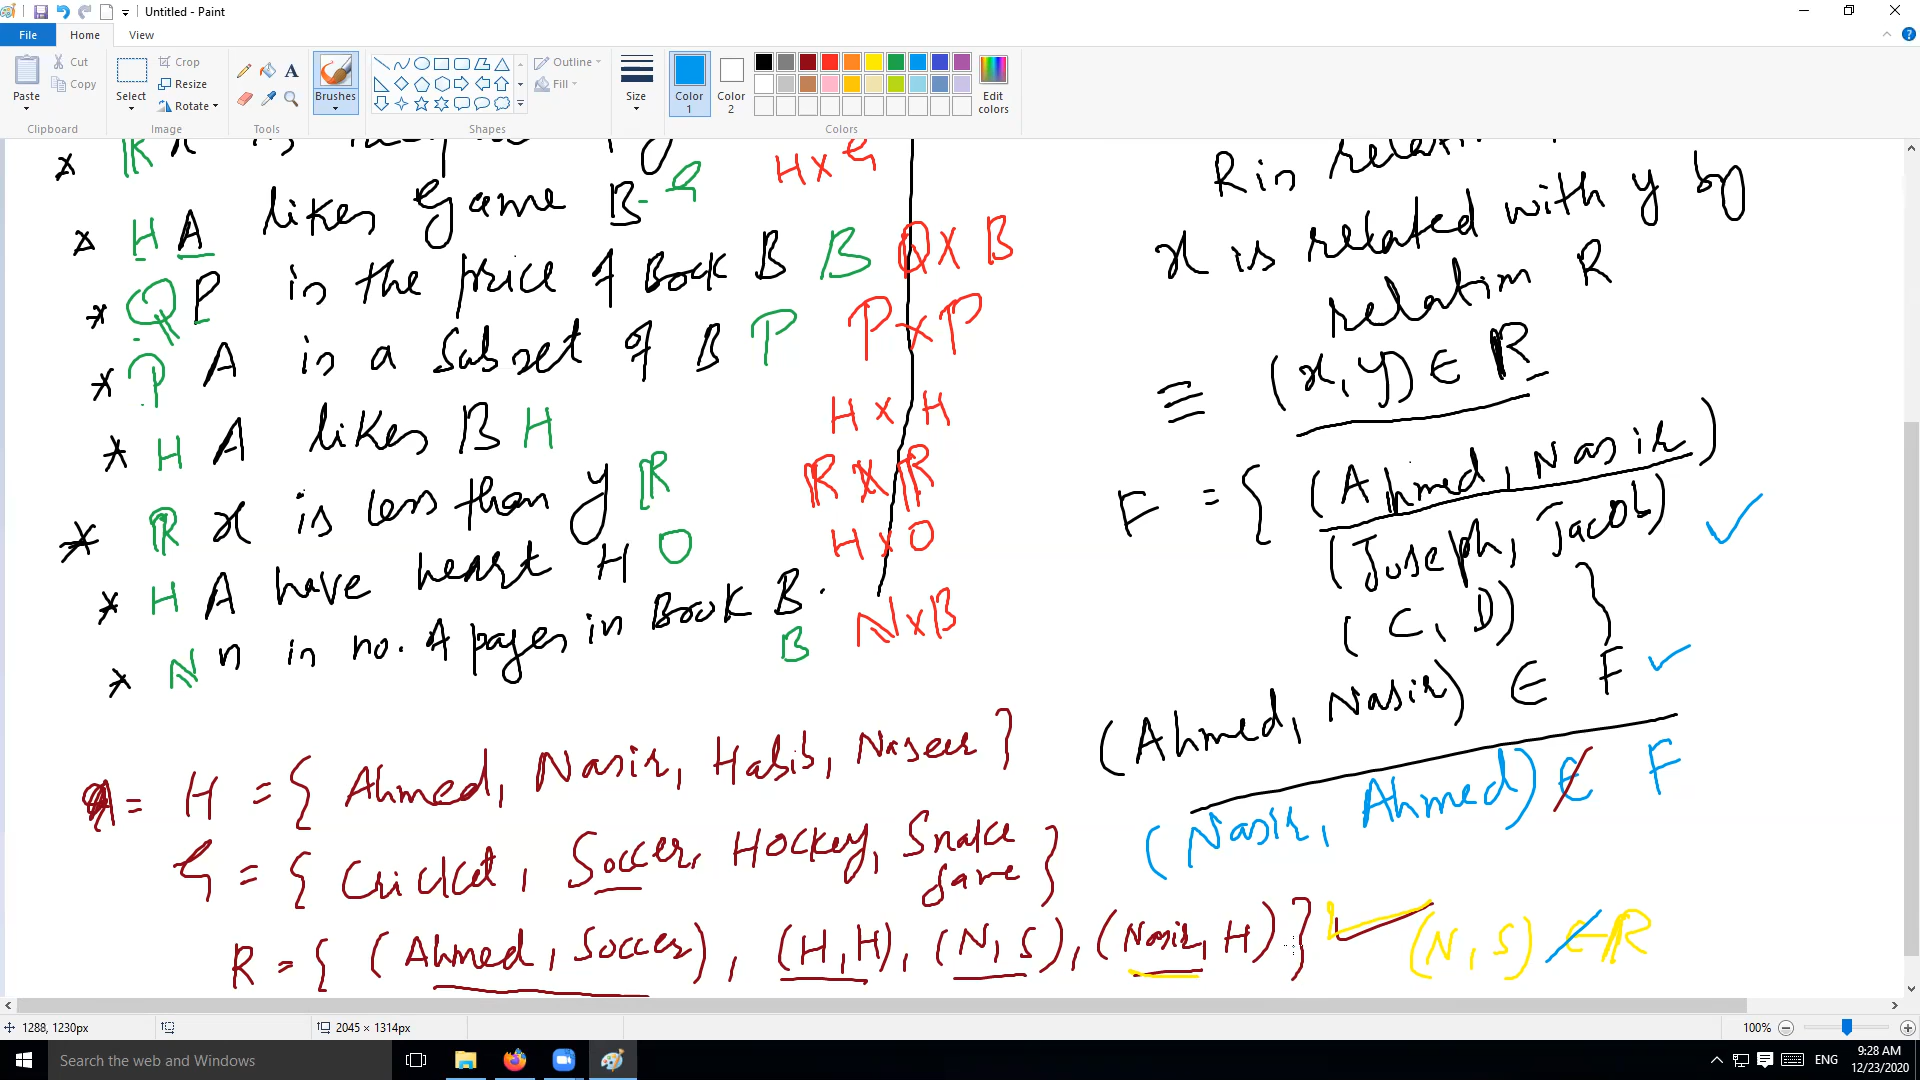 Untitled - Paint
File Home View
Paste Cut Copy Clipboard
Select Crop Resize Rotate Image
Tools
Brushes
Shapes
Outline Fill
Size
Color 1 Color 2 Edit colors Colors
R x is
H x G
* H A likes Game B G
* Q P is the price of Book B B Q x B
* P A is a Subset of B P P x P
* H A likes B H H x H
* R x is less than y R R x R
* H A have heart H O H x O
* N n is no. of pages in Book B. B N x B
R is relation
x is related with y by
relation R
≡ (x, y) ∈ R
F = { (Ahmed, Nasir)
(Joseph, Jacob)
(C, D) }
(Ahmed, Nasir) ∈ F
(Nasir, Ahmed) ∉ F
= H = { Ahmed, Nasir, Habib, Naseer }
G = { Cricket, Soccer, Hockey, Snake
Game }
R = { (Ahmed, Soccer), (H, H), (N, S), (Nasir, H) } (N, S) ∉ R
1288, 1230px 2045 × 1314px 100%
Search the web and Windows
ENG
9:28 AM
12/23/2020